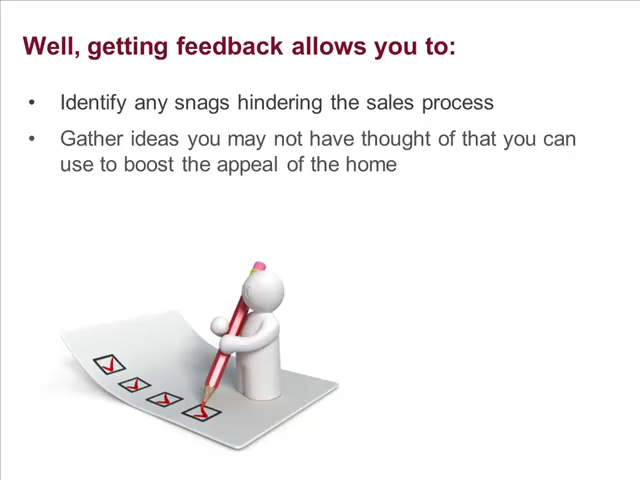 Well, getting feedback allows you to:
• Identify any snags hindering the sales process
• Gather ideas you may not have thought of that you can
use to boost the appeal of the home